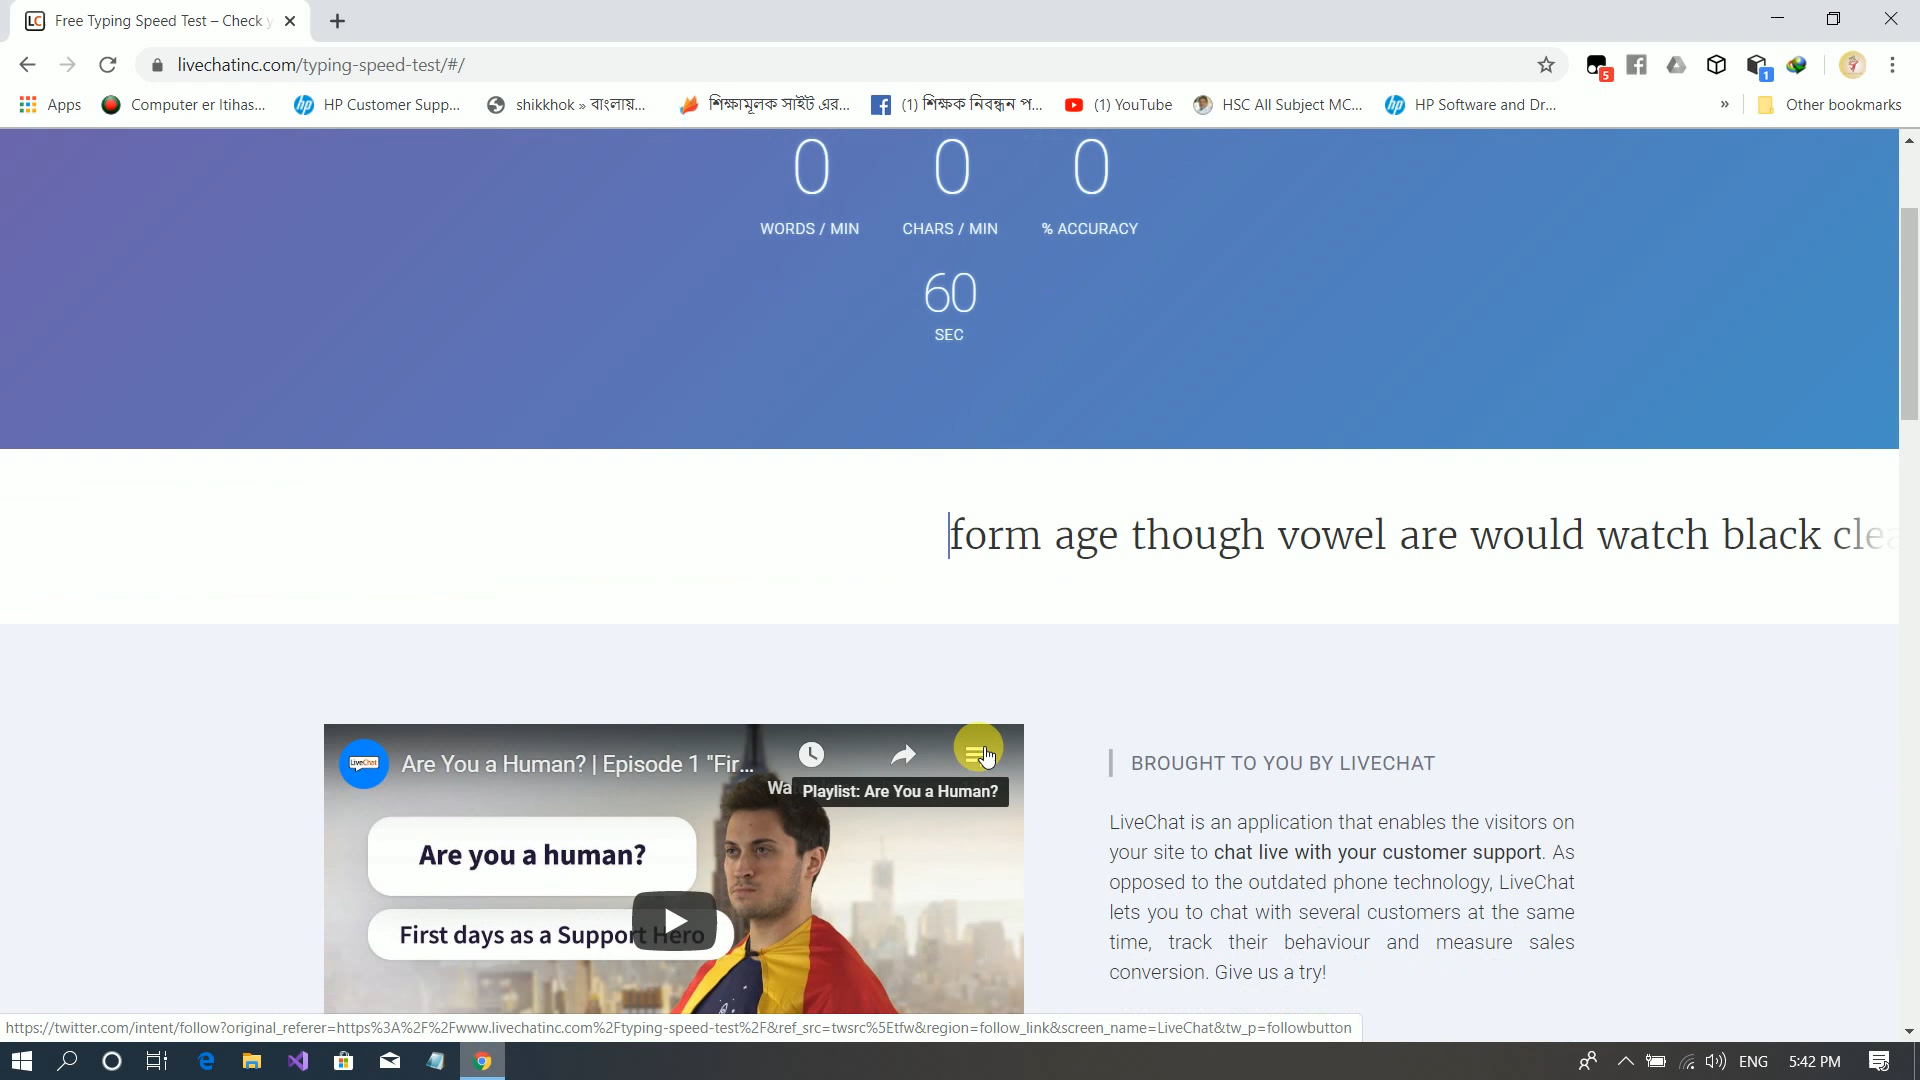 LC Free Typing Speed Test – Check y
livechatinc.com/typing-speed-test/#/
5
1
Apps Computer er Itihas... HP Customer Supp... shikkhok » বাংলায়... শিক্ষামূলক সাইট এর... (1) শিক্ষক নিবন্ধন প... (1) YouTube HSC All Subject MC... HP Software and Dr... » Other bookmarks
0 0 0
WORDS / MIN CHARS / MIN % ACCURACY
60
SEC
form age though vowel are would watch black clea
LiveChat Are You a Human? | Episode 1 "Fir...
Wa Playlist: Are You a Human?
Are you a human?
First days as a Support Hero
BROUGHT TO YOU BY LIVECHAT
LiveChat is an application that enables the visitors on
your site to chat live with your customer support. As
opposed to the outdated phone technology, LiveChat
lets you to chat with several customers at the same
time, track their behaviour and measure sales
conversion. Give us a try!
https://twitter.com/intent/follow?original_referer=https%3A%2F%2Fwww.livechatinc.com%2Ftyping-speed-test%2F&ref_src=twsrc%5Etfw&region=follow_link&screen_name=LiveChat&tw_p=followbutton
ENG 5:42 PM